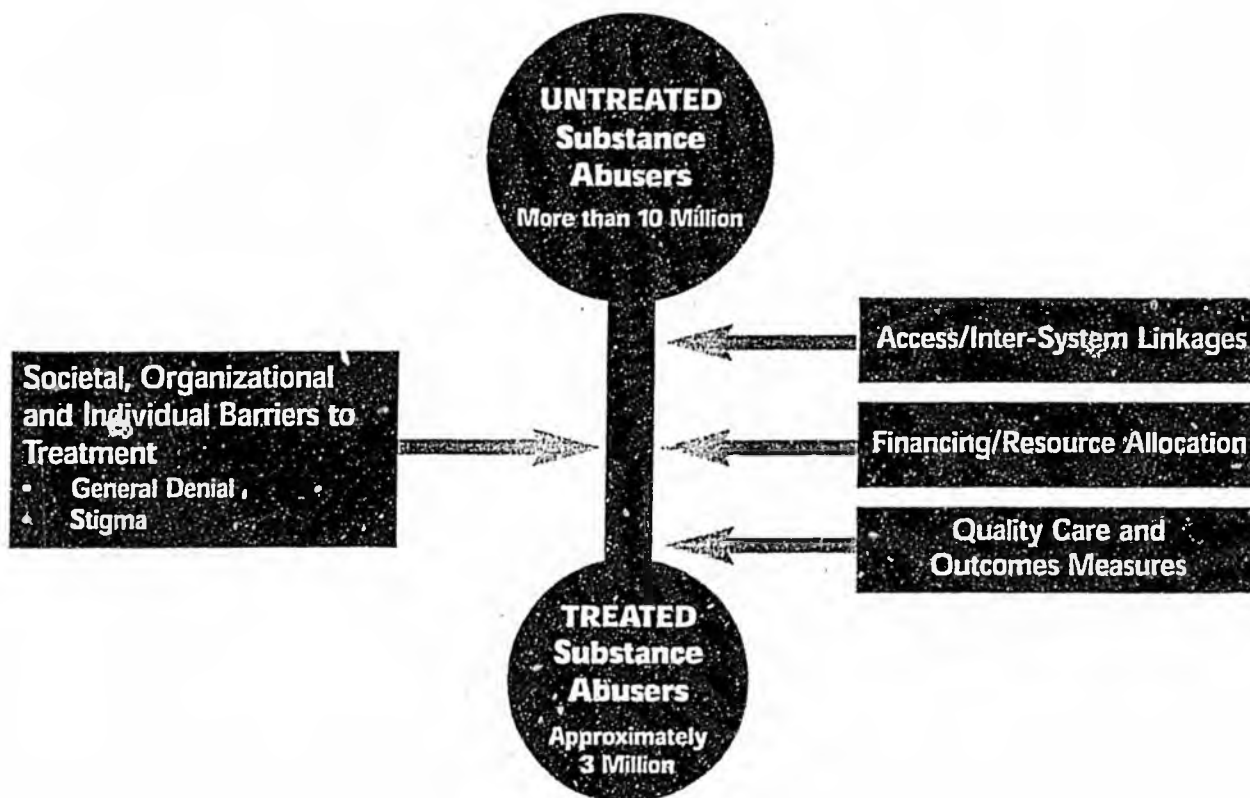 UNTREATED
Substance
Abusers
More than 10 Million
Societal, Organizational
and Individual Barriers to
Treatment
• General Denial
• Stigma
Access/Inter-System Linkages
Financing/Resource Allocation
Quality Care and
Outcomes Measures
TREATED
Substance
Abusers
Approximately
3 Million